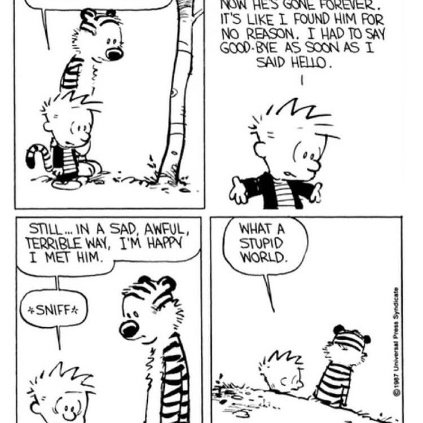 NOW HE'S GONE FOREVER.
IT'S LIKE I FOUND HIM FOR
NO REASON. I HAD TO SAY
GOOD-BYE AS SOON AS I
SAID HELLO.
STILL... IN A SAD, AWFUL,
TERRIBLE WAY, I'M HAPPY
I MET HIM.
*SNIFF*
WHAT A
STUPID
WORLD.
©1987 Universal Press Syndicate